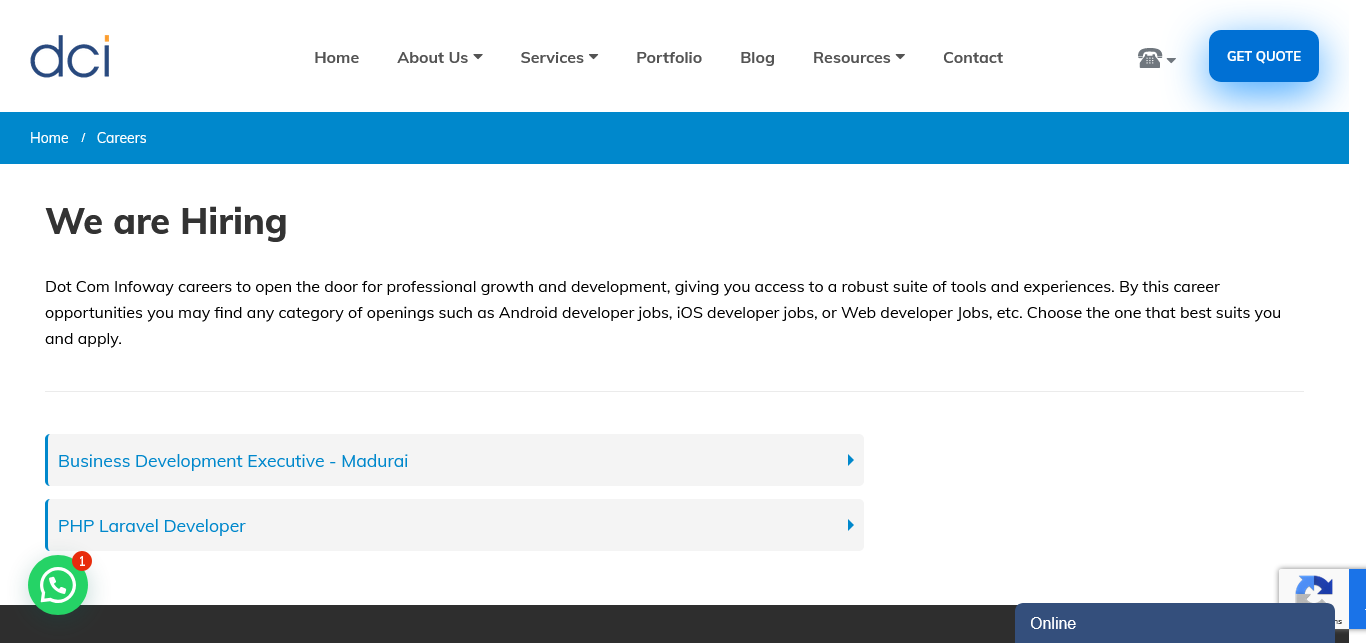 dci
Home
About Us
Services
Portfolio
Blog
Resources
Contact
GET QUOTE
Home / Careers
We are Hiring
Dot Com Infoway careers to open the door for professional growth and development, giving you access to a robust suite of tools and experiences. By this career
opportunities you may find any category of openings such as Android developer jobs, iOS developer jobs, or Web developer Jobs, etc. Choose the one that best suits you
and apply.
Business Development Executive - Madurai
PHP Laravel Developer
1
Online